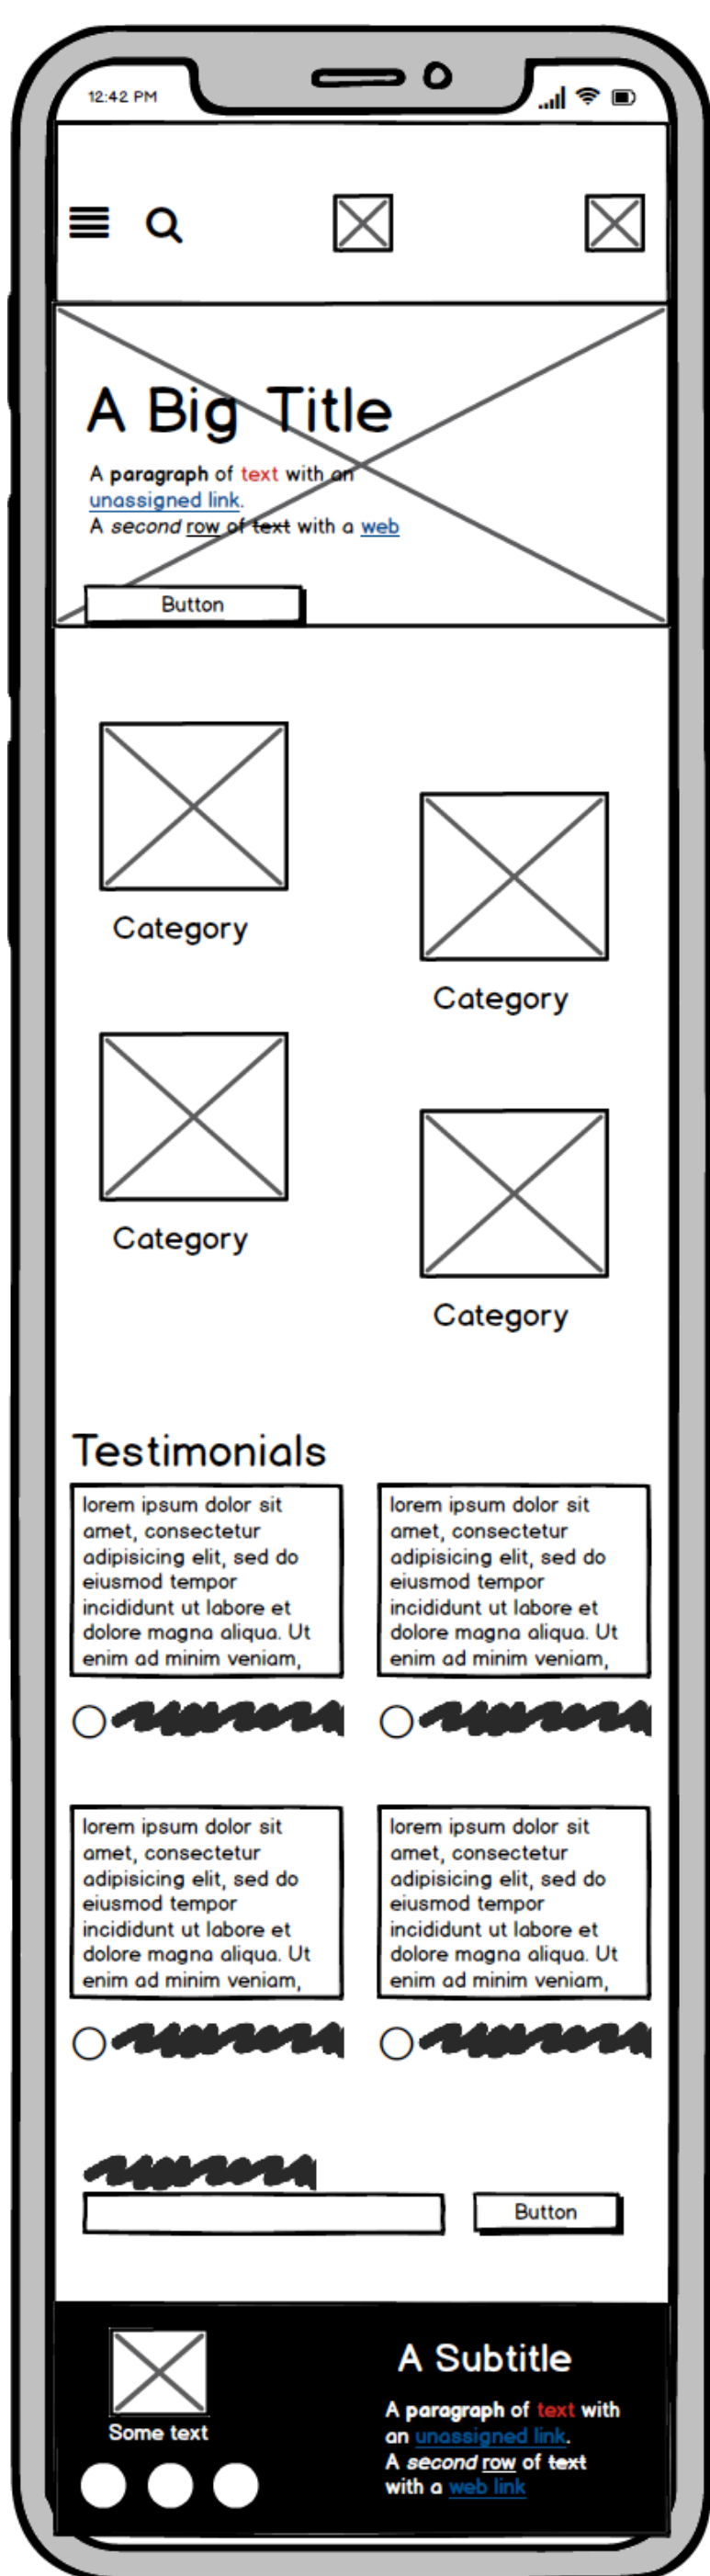 12:42 PM
A Big Title
A paragraph of text with an
unassigned link.
A second row of text with a web
Button
Category
Category
Category
Category
Testimonials
lorem ipsum dolor sit
amet, consectetur
adipisicing elit, sed do
eiusmod tempor
incididunt ut labore et
dolore magna aliqua. Ut
enim ad minim veniam,
lorem ipsum dolor sit
amet, consectetur
adipisicing elit, sed do
eiusmod tempor
incididunt ut labore et
dolore magna aliqua. Ut
enim ad minim veniam,
lorem ipsum dolor sit
amet, consectetur
adipisicing elit, sed do
eiusmod tempor
incididunt ut labore et
dolore magna aliqua. Ut
enim ad minim veniam,
lorem ipsum dolor sit
amet, consectetur
adipisicing elit, sed do
eiusmod tempor
incididunt ut labore et
dolore magna aliqua. Ut
enim ad minim veniam,
Button
Some text
A Subtitle
A paragraph of text with
an unassigned link.
A second row of text
with a web link